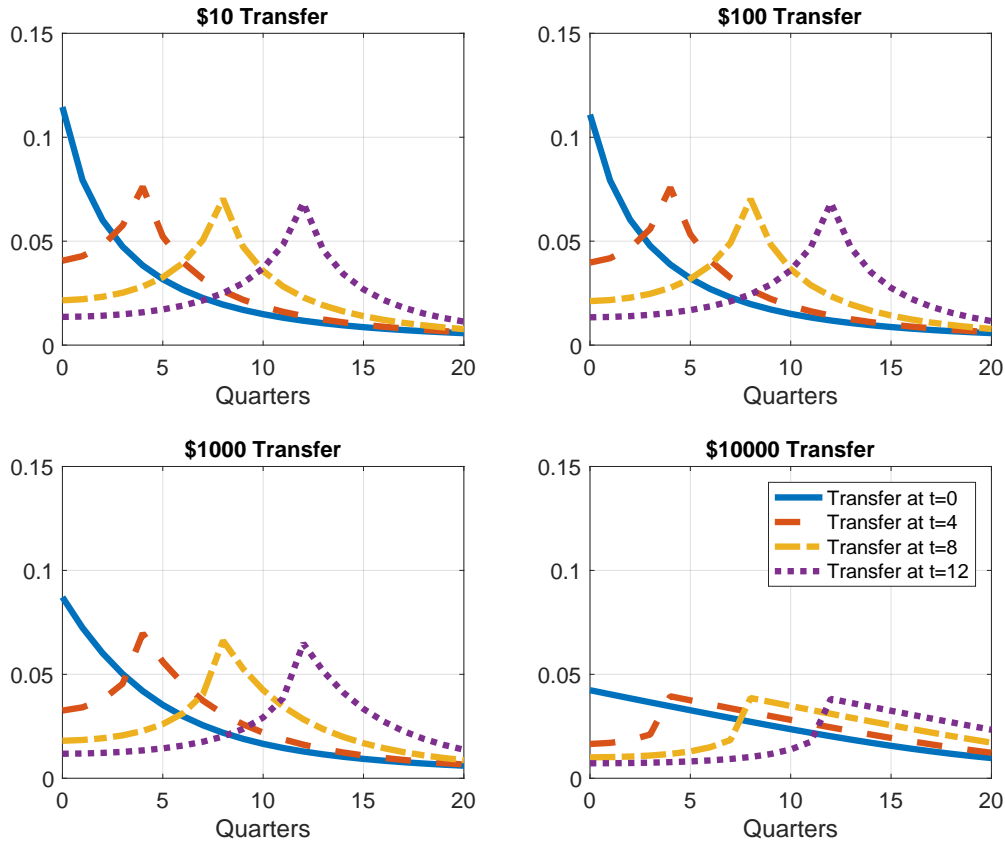 $10 Transfer
0.15
0.1
0.05
0
0 5 10 15 20
Quarters
$100 Transfer
0.15
0.1
0.05
0
0 5 10 15 20
Quarters
$1000 Transfer
0.15
0.1
0.05
0
0 5 10 15 20
Quarters
$10000 Transfer
0.15
0.1
0.05
0
Transfer at t=0
Transfer at t=4
Transfer at t=8
Transfer at t=12
0 5 10 15 20
Quarters